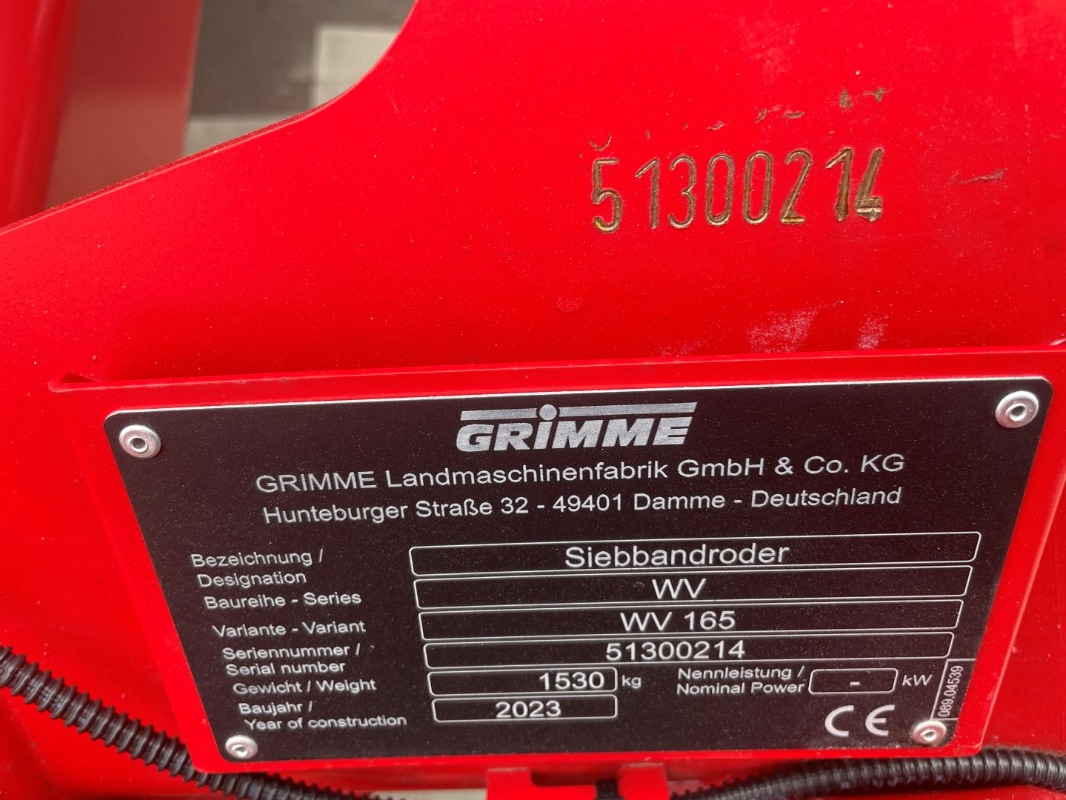 51300214
GRIMME
GRIMME Landmaschinenfabrik GmbH & Co. KG
Hunteburger Straße 32 - 49401 Damme - Deutschland
Bezeichnung / Designation Siebbandroder
Baureihe - Series WV
Variante - Variant WV 165
Seriennummer / Serial number 51300214
Gewicht / Weight 1530 kg Nennleistung / Nominal Power - kW
Baujahr / Year of construction 2023
CE
089.04539